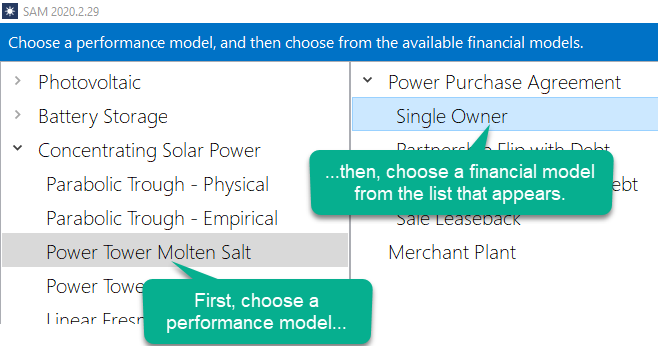 SAM 2020.2.29
Choose a performance model, and then choose from the available financial models.
Photovoltaic
Battery Storage
Concentrating Solar Power
Parabolic Trough - Physical
Parabolic Trough - Empirical
Power Tower Molten Salt
Power Tower
First, choose a
performance model...
Power Purchase Agreement
Single Owner
...then, choose a financial model
from the list that appears.
Sale Leaseback
Merchant Plant